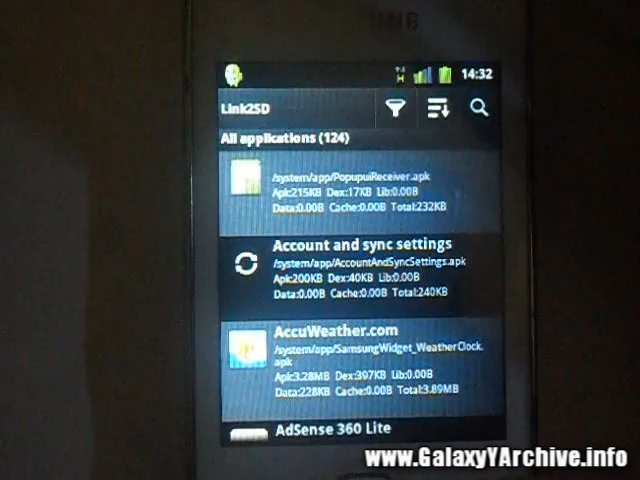 SAMSUNG
14:32
Link2SD
All applications (124)
/system/app/PopupuiReceiver.apk
Apk:215KB Dex:17KB Lib:0.00B
Data:0.00B Cache:0.00B Total:232KB
Account and sync settings
/system/app/AccountAndSyncSettings.apk
Apk:200KB Dex:40KB Lib:0.00B
Data:0.00B Cache:0.00B Total:240KB
AccuWeather.com
/system/app/SamsungWidget_WeatherClock.
apk
Apk:3.28MB Dex:397KB Lib:0.00B
Data:228KB Cache:0.00B Total:3.89MB
AdSense 360 Lite
www.GalaxyYArchive.info